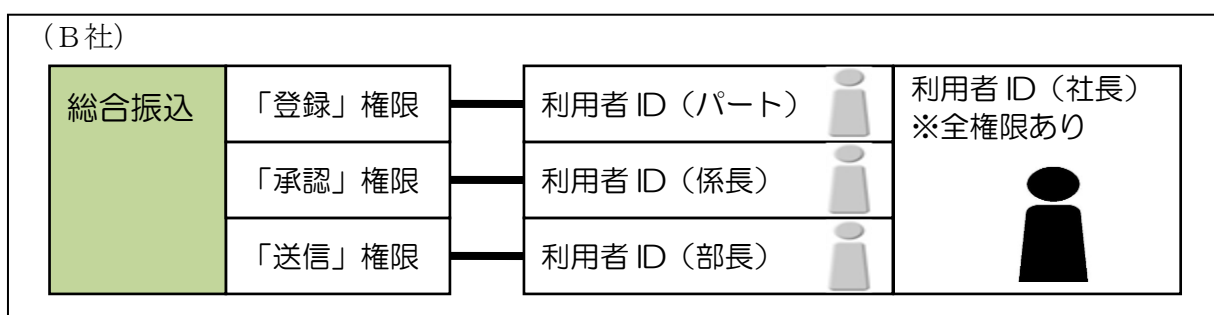 （Ｂ社）
総合振込
「登録」権限
利用者ID（パート）
利用者ID（社長）
※全権限あり
「承認」権限
利用者ID（係長）
「送信」権限
利用者ID（部長）